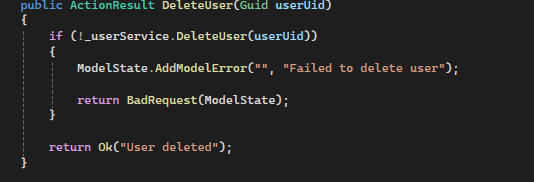 public ActionResult DeleteUser(Guid userUid)
{
    if (!_userService.DeleteUser(userUid))
    {
        ModelState.AddModelError("", "Failed to delete user");
        return BadRequest(ModelState);
    }
    return Ok("User deleted");
}